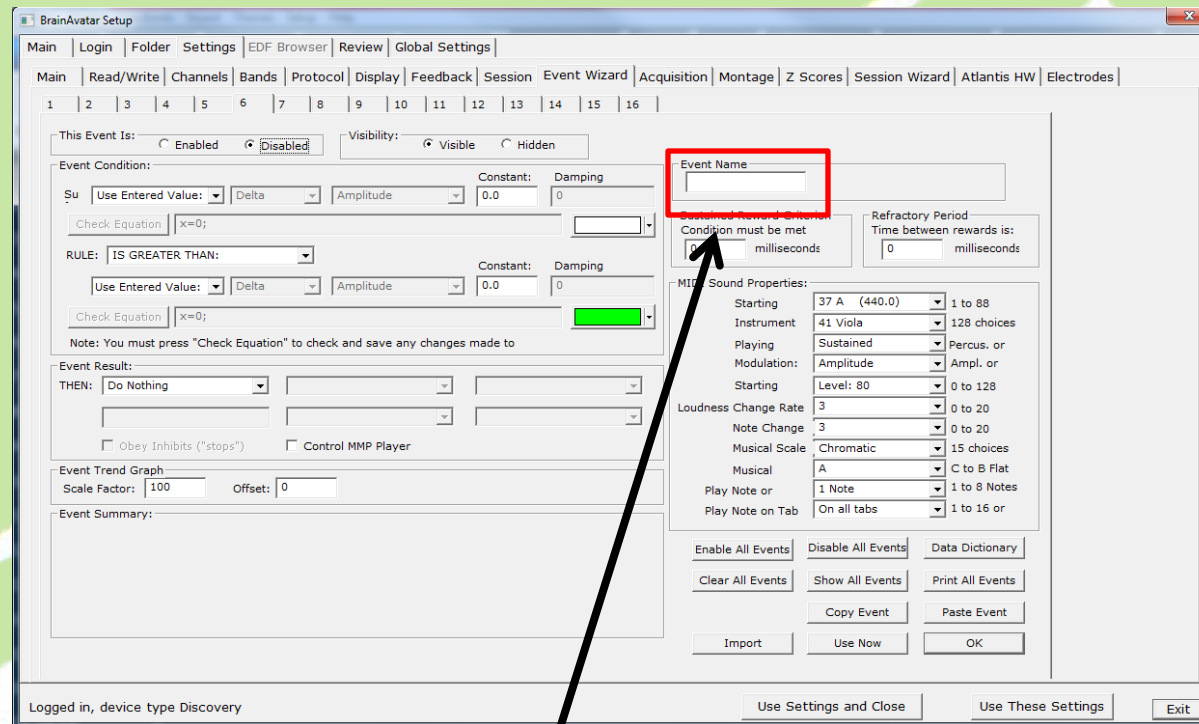 BrainAvatar Setup
Main Login Folder Settings EDF Browser Review Global Settings
Main Read/Write Channels Bands Protocol Display Feedback Session Event Wizard Acquisition Montage Z Scores Session Wizard Atlantis HW Electrodes
1 2 3 4 5 6 7 8 9 10 11 12 13 14 15 16
This Event Is: Enabled Disabled Visibility: Visible Hidden
Event Condition:
Constant: Damping
Su Use Entered Value: Delta Amplitude 0.0 0
Check Equation x=0;
RULE: IS GREATER THAN:
Constant: Damping
Use Entered Value: Delta Amplitude 0.0 0
Check Equation x=0;
Note: You must press "Check Equation" to check and save any changes made to
Event Result:
THEN: Do Nothing
Obey Inhibits ("stops") Control MMP Player
Event Trend Graph
Scale Factor: 100 Offset: 0
Event Summary:
Event Name
Sustained Reward Criterion
Condition must be met
0 milliseconds
Refractory Period
Time between rewards is:
0 milliseconds
MIDI Sound Properties:
Starting 37 A (440.0) 1 to 88
Instrument 41 Viola 128 choices
Playing Sustained Percus. or
Modulation: Amplitude Ampl. or
Starting Level: 80 0 to 128
Loudness Change Rate 3 0 to 20
Note Change 3 0 to 20
Musical Scale Chromatic 15 choices
Musical A C to B Flat
Play Note or 1 Note 1 to 8 Notes
Play Note on Tab On all tabs 1 to 16 or
Enable All Events Disable All Events Data Dictionary
Clear All Events Show All Events Print All Events
Copy Event Paste Event
Import Use Now OK
Logged in, device type Discovery Use Settings and Close Use These Settings Exit